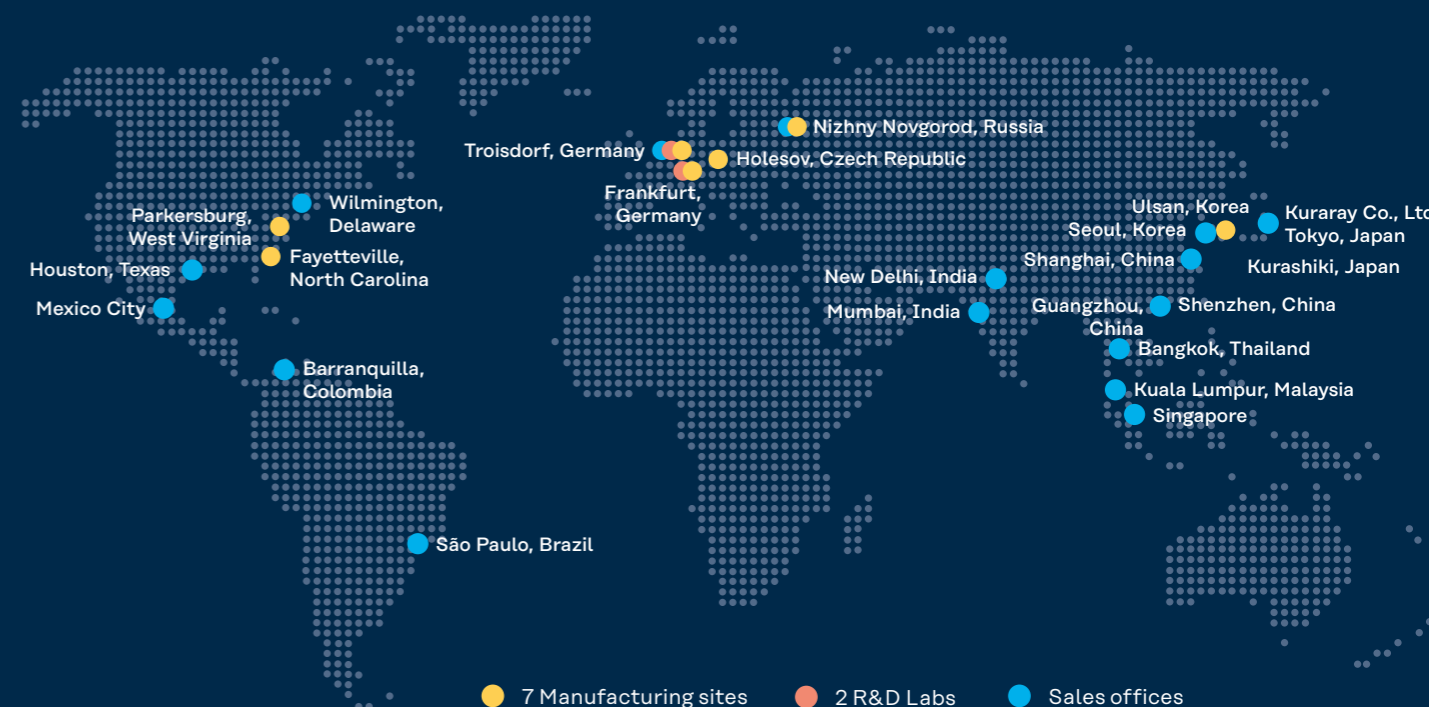 Nizhny Novgorod, Russia
Troisdorf, Germany
Holesov, Czech Republic
Frankfurt,
Germany
Wilmington,
Delaware
Parkersburg,
West Virginia
Fayetteville,
North Carolina
Houston, Texas
Mexico City
Barranquilla,
Colombia
São Paulo, Brazil
Ulsan, Korea
Seoul, Korea
Kuraray Co., Ltd
Tokyo, Japan
Shanghai, China
Kurashiki, Japan
New Delhi, India
Mumbai, India
Guangzhou,
China
Shenzhen, China
Bangkok, Thailand
Kuala Lumpur, Malaysia
Singapore
7 Manufacturing sites
2 R&D Labs
Sales offices